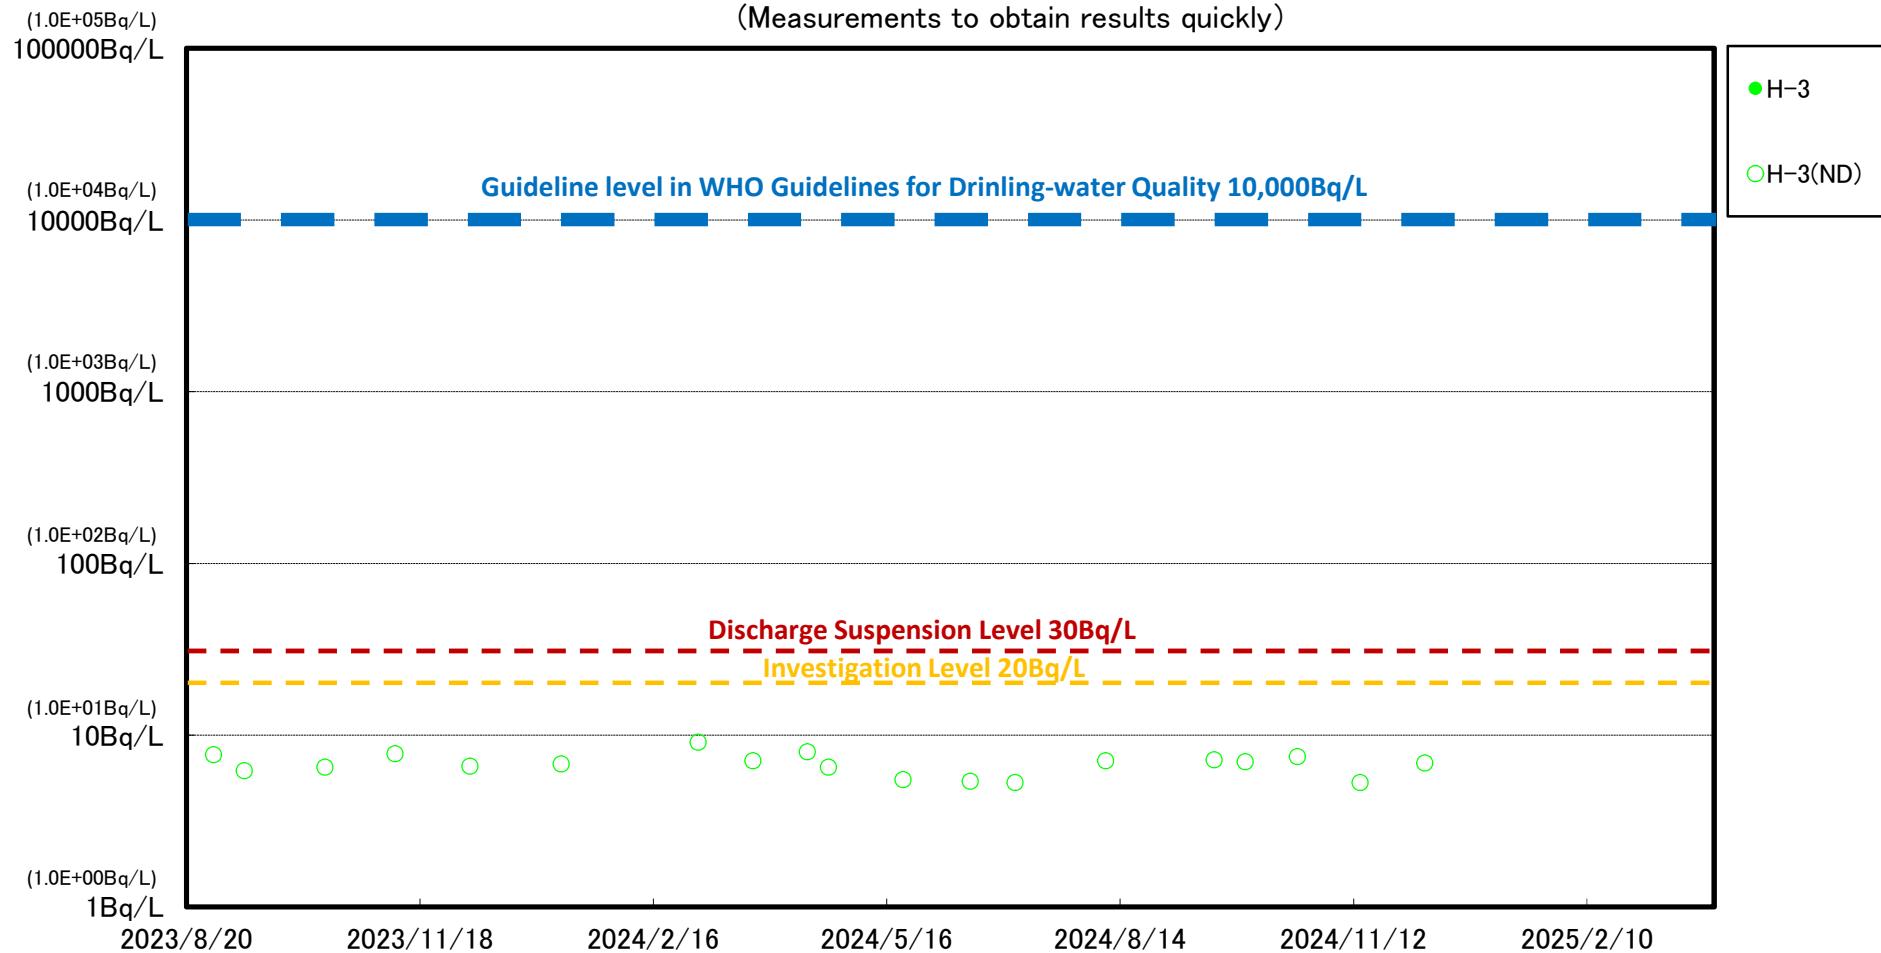 (Measurements to obtain results quickly)
(1.0E+05Bq/L)
100000Bq/L
H-3
H-3(ND)
(1.0E+04Bq/L)
10000Bq/L
Guideline level in WHO Guidelines for Drinling-water Quality 10,000Bq/L
(1.0E+03Bq/L)
1000Bq/L
(1.0E+02Bq/L)
100Bq/L
Discharge Suspension Level 30Bq/L
Investigation Level 20Bq/L
(1.0E+01Bq/L)
10Bq/L
(1.0E+00Bq/L)
1Bq/L
2023/8/20 2023/11/18 2024/2/16 2024/5/16 2024/8/14 2024/11/12 2025/2/10